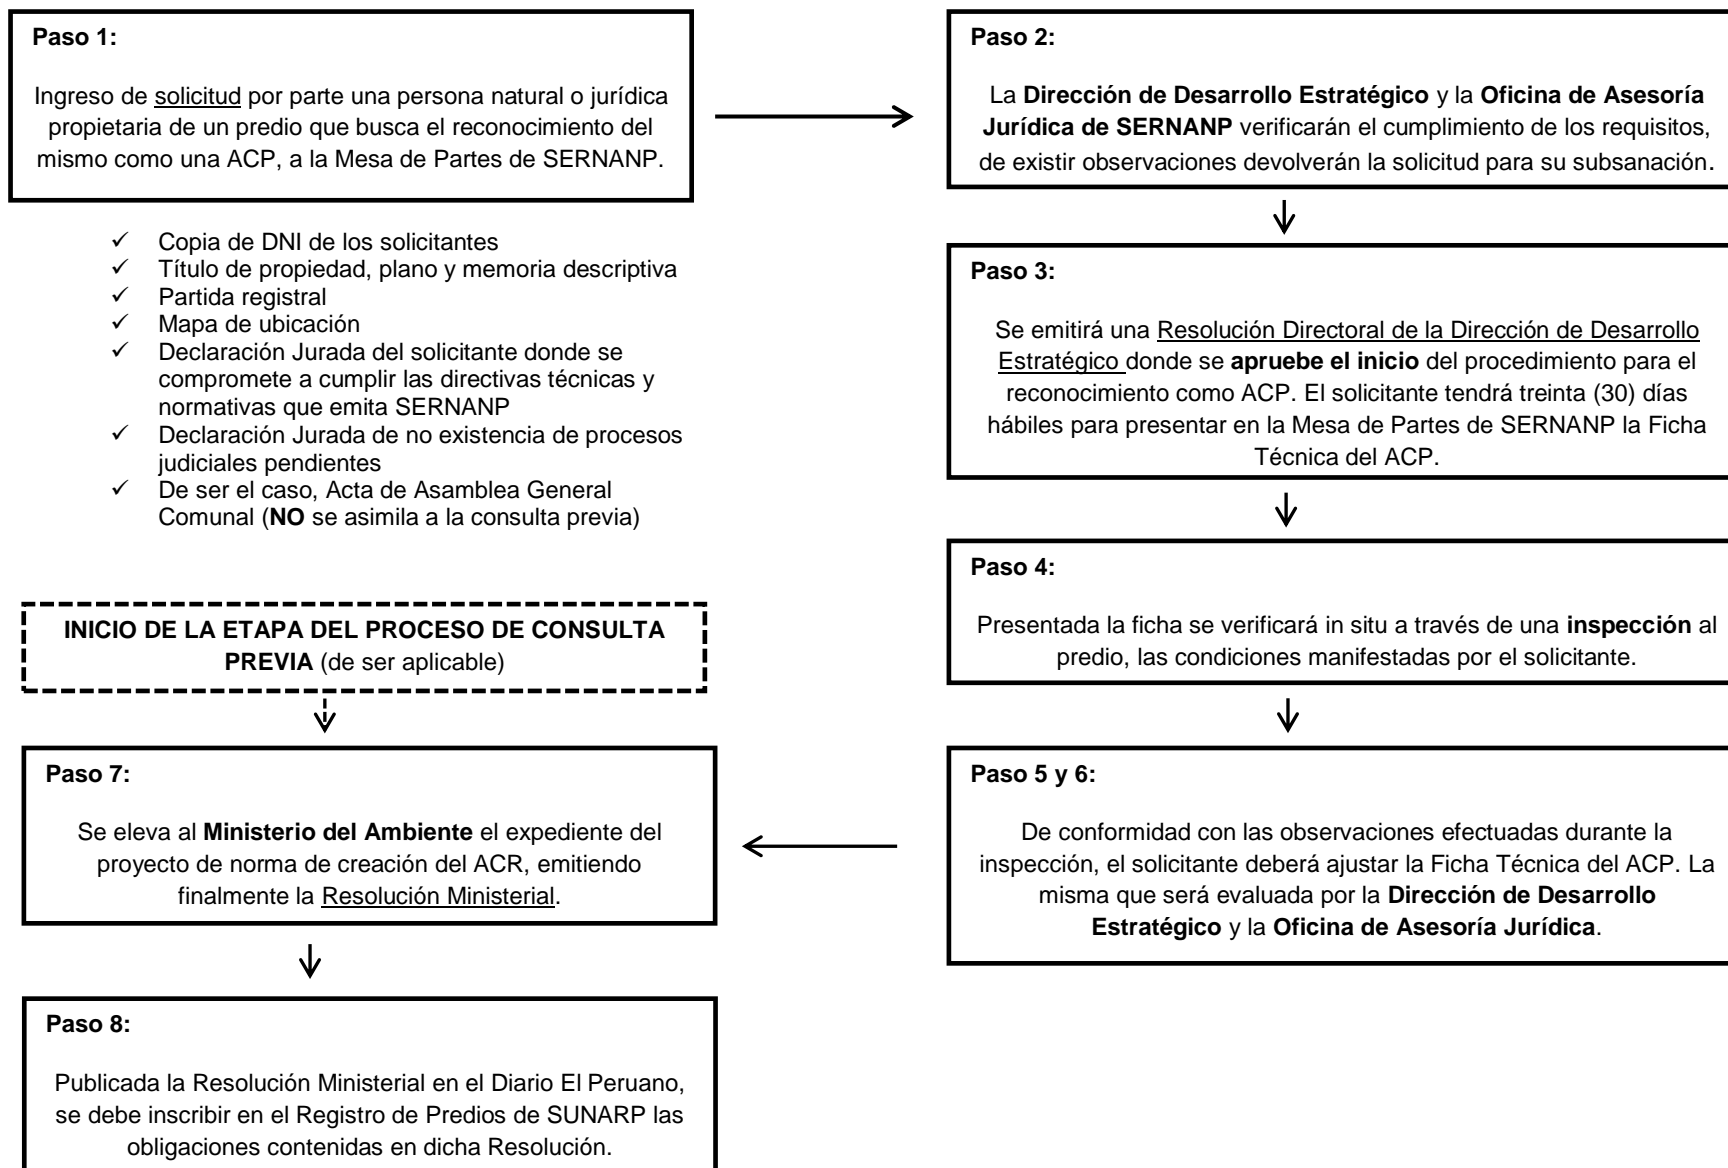 Paso 1:
Ingreso de solicitud por parte una persona natural o jurídica
propietaria de un predio que busca el reconocimiento del
mismo como una ACP, a la Mesa de Partes de SERNANP.
✓ Copia de DNI de los solicitantes
✓ Título de propiedad, plano y memoria descriptiva
✓ Partida registral
✓ Mapa de ubicación
✓ Declaración Jurada del solicitante donde se
compromete a cumplir las directivas técnicas y
normativas que emita SERNANP
✓ Declaración Jurada de no existencia de procesos
judiciales pendientes
✓ De ser el caso, Acta de Asamblea General
Comunal (NO se asimila a la consulta previa)
Paso 2:
La Dirección de Desarrollo Estratégico y la Oficina de Asesoría
Jurídica de SERNANP verificarán el cumplimiento de los requisitos,
de existir observaciones devolverán la solicitud para su subsanación.
Paso 3:
Se emitirá una Resolución Directoral de la Dirección de Desarrollo
Estratégico donde se apruebe el inicio del procedimiento para el
reconocimiento como ACP. El solicitante tendrá treinta (30) días
hábiles para presentar en la Mesa de Partes de SERNANP la Ficha
Técnica del ACP.
Paso 4:
Presentada la ficha se verificará in situ a través de una inspección al
predio, las condiciones manifestadas por el solicitante.
Paso 5 y 6:
De conformidad con las observaciones efectuadas durante la
inspección, el solicitante deberá ajustar la Ficha Técnica del ACP. La
misma que será evaluada por la Dirección de Desarrollo
Estratégico y la Oficina de Asesoría Jurídica.
INICIO DE LA ETAPA DEL PROCESO DE CONSULTA
PREVIA (de ser aplicable)
Paso 7:
Se eleva al Ministerio del Ambiente el expediente del
proyecto de norma de creación del ACR, emitiendo
finalmente la Resolución Ministerial.
Paso 8:
Publicada la Resolución Ministerial en el Diario El Peruano,
se debe inscribir en el Registro de Predios de SUNARP las
obligaciones contenidas en dicha Resolución.